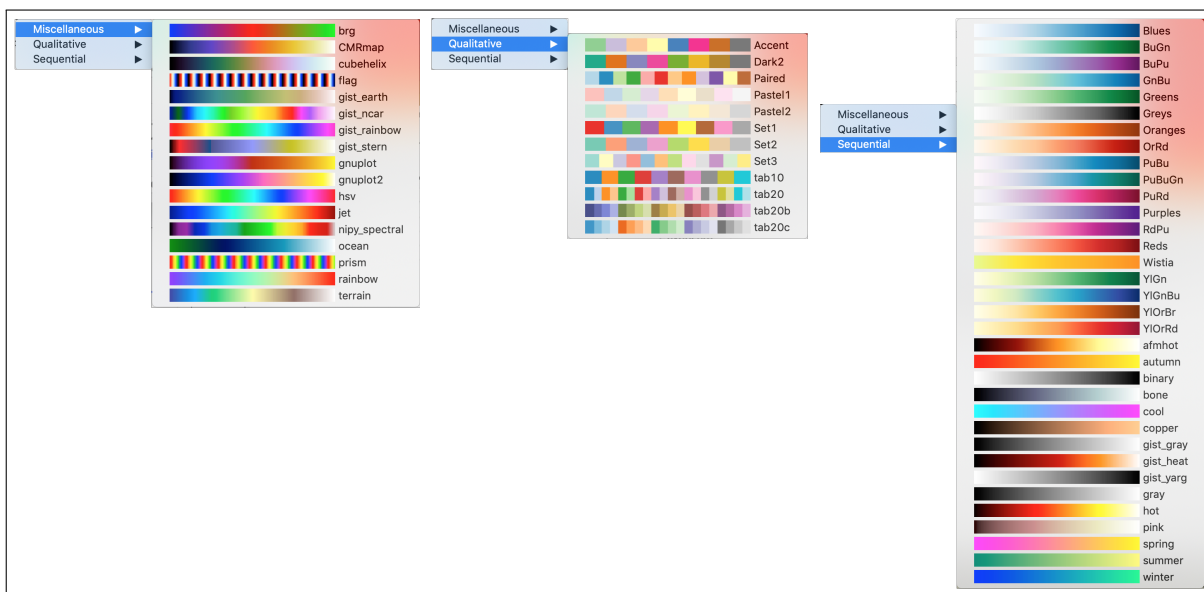 Miscellaneous
Qualitative
Sequential
brg
CMRmap
cubehelix
flag
gist_earth
gist_ncar
gist_rainbow
gist_stern
gnuplot
gnuplot2
hsv
jet
nipy_spectral
ocean
prism
rainbow
terrain
Miscellaneous
Qualitative
Sequential
Accent
Dark2
Paired
Pastel1
Pastel2
Set1
Set2
Set3
tab10
tab20
tab20b
tab20c
Miscellaneous
Qualitative
Sequential
Blues
BuGn
BuPu
GnBu
Greens
Greys
Oranges
OrRd
PuBu
PuBuGn
PuRd
Purples
RdPu
Reds
Wistia
YlGn
YlGnBu
YlOrBr
YlOrRd
afmhot
autumn
binary
bone
cool
copper
gist_gray
gist_heat
gist_yarg
gray
hot
pink
spring
summer
winter